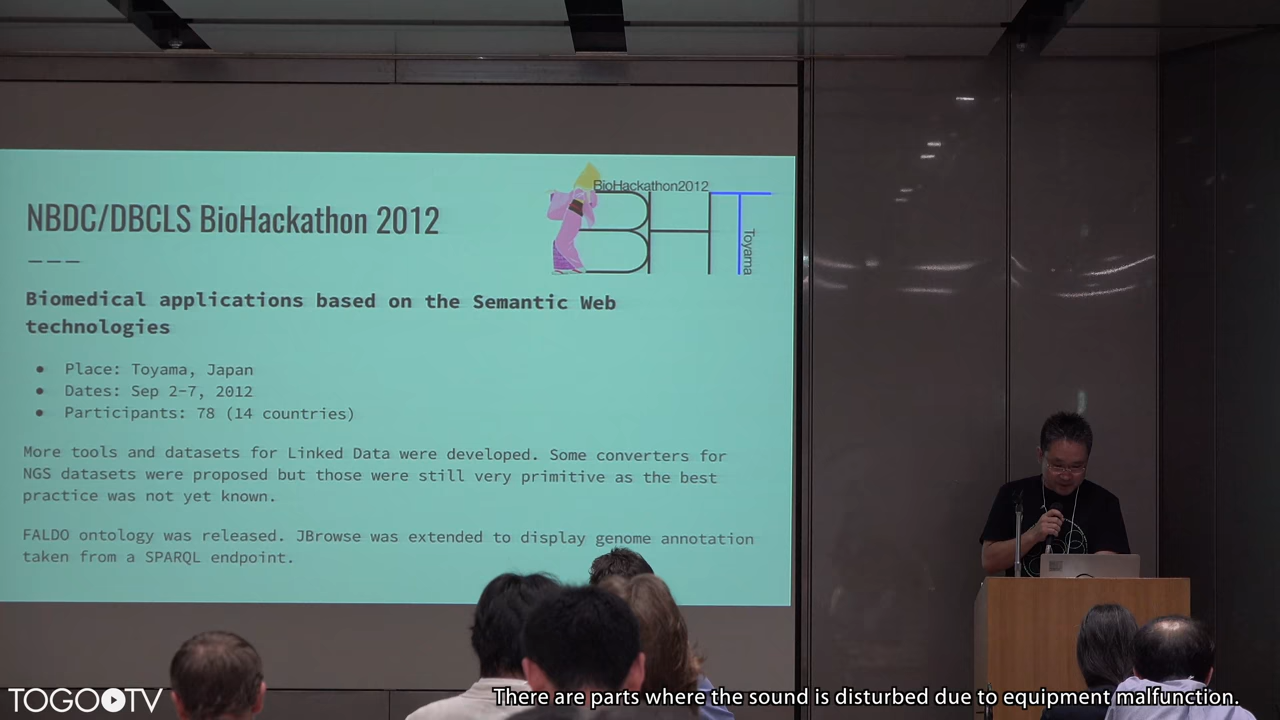 BioHackathon2012
BHT
Toyama
NBDC/DBCLS BioHackathon 2012
Biomedical applications based on the Semantic Web
technologies
Place: Toyama, Japan
Dates: Sep 2-7, 2012
Participants: 78 (14 countries)
More tools and datasets for Linked Data were developed. Some converters for
NGS datasets were proposed but those were still very primitive as the best
practice was not yet known.
FALDO ontology was released. JBrowse was extended to display genome annotation
taken from a SPARQL endpoint.
TOGOTV
There are parts where the sound is disturbed due to equipment malfunction.